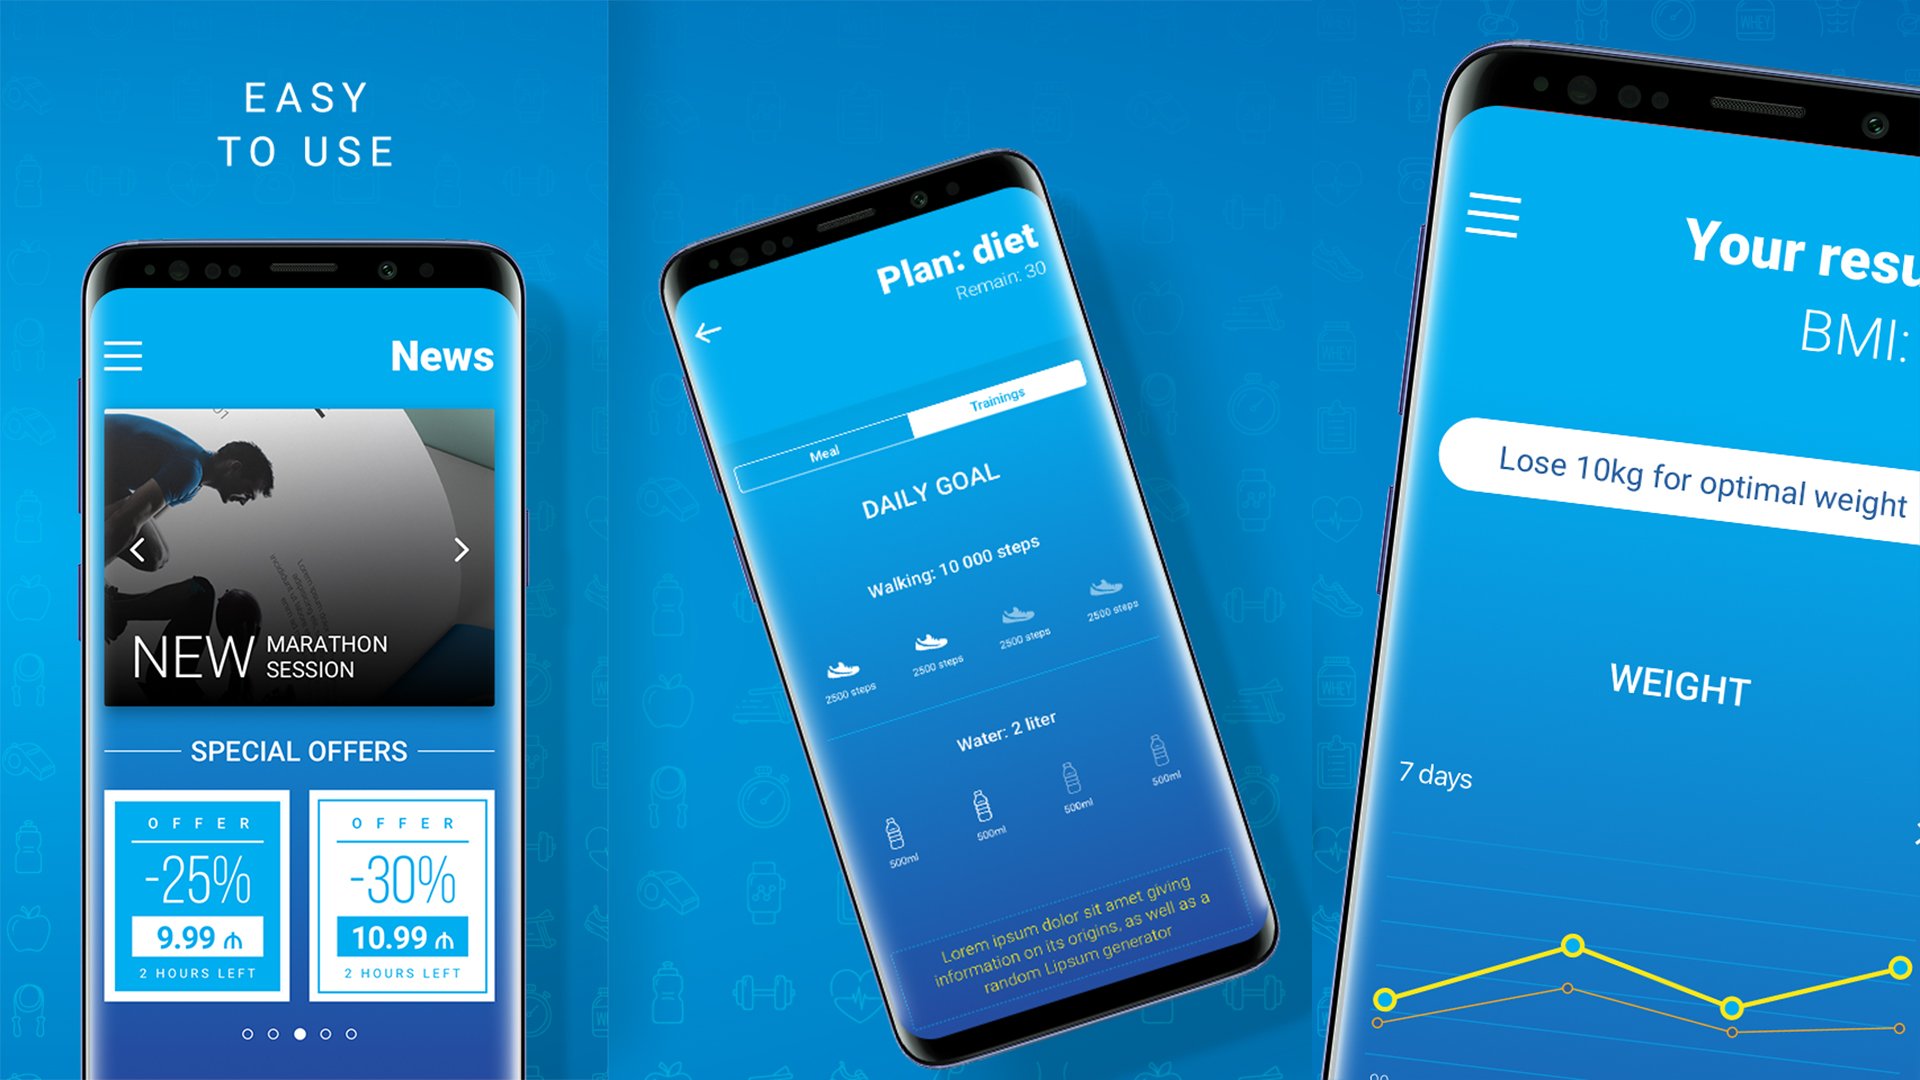 EASY
TO USE
News
NEW MARATHON
SESSION
SPECIAL OFFERS
OFFER
-25%
9.99 ₼
2 HOURS LEFT
OFFER
-30%
10.99 ₼
2 HOURS LEFT
Plan: diet
Remain: 30
Meal
Trainings
DAILY GOAL
Walking: 10 000 steps
2500 steps
2500 steps
2500 steps
2500 steps
Water: 2 liter
500ml
500ml
500ml
500ml
Lorem ipsum dolor sit amet giving
information on its origins, as well as a
random Lipsum generator
Your resu
BMI:
Lose 10kg for optimal weight
WEIGHT
7 days
WHEY
WHEY
WHEY